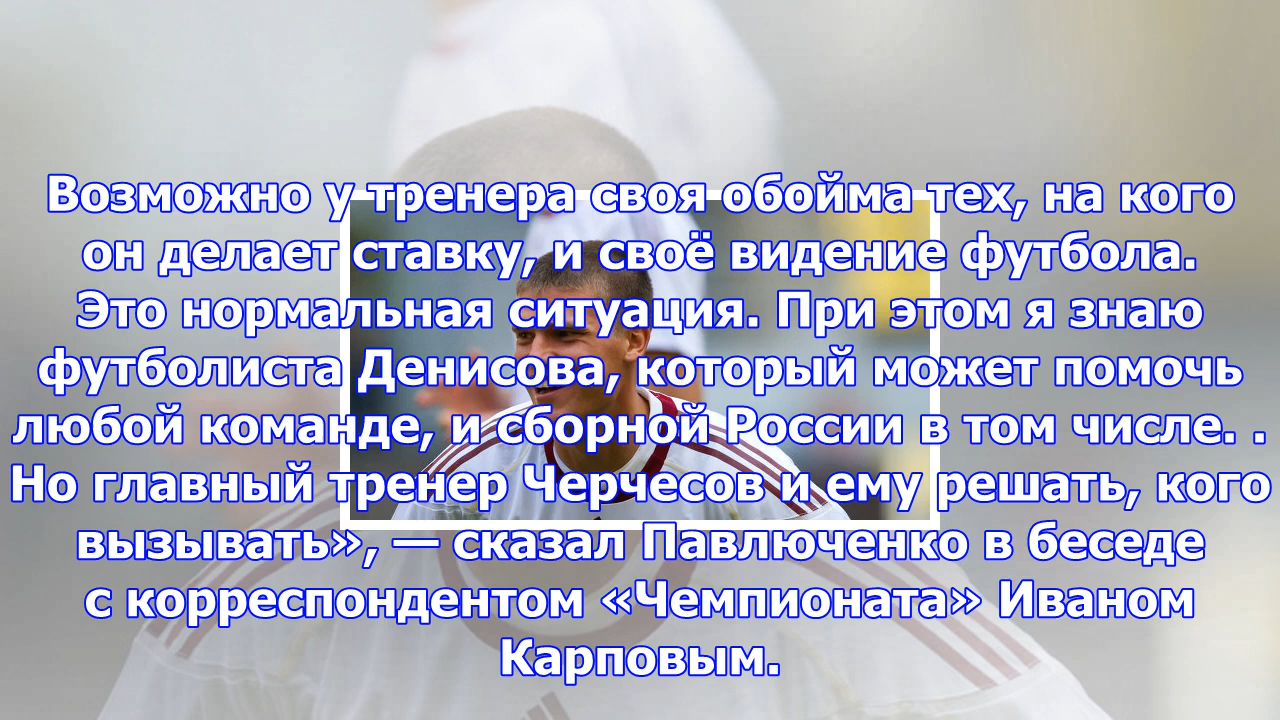 Возможно у тренера своя обойма тех, на кого
он делает ставку, и своё видение футбола.
Это нормальная ситуация. При этом я знаю
футболиста Денисова, который может помочь
любой команде, и сборной России в том числе. .
Но главный тренер Черчесов и ему решать, кого
вызывать», — сказал Павлюченко в беседе
с корреспондентом «Чемпионата» Иваном
Карповым.